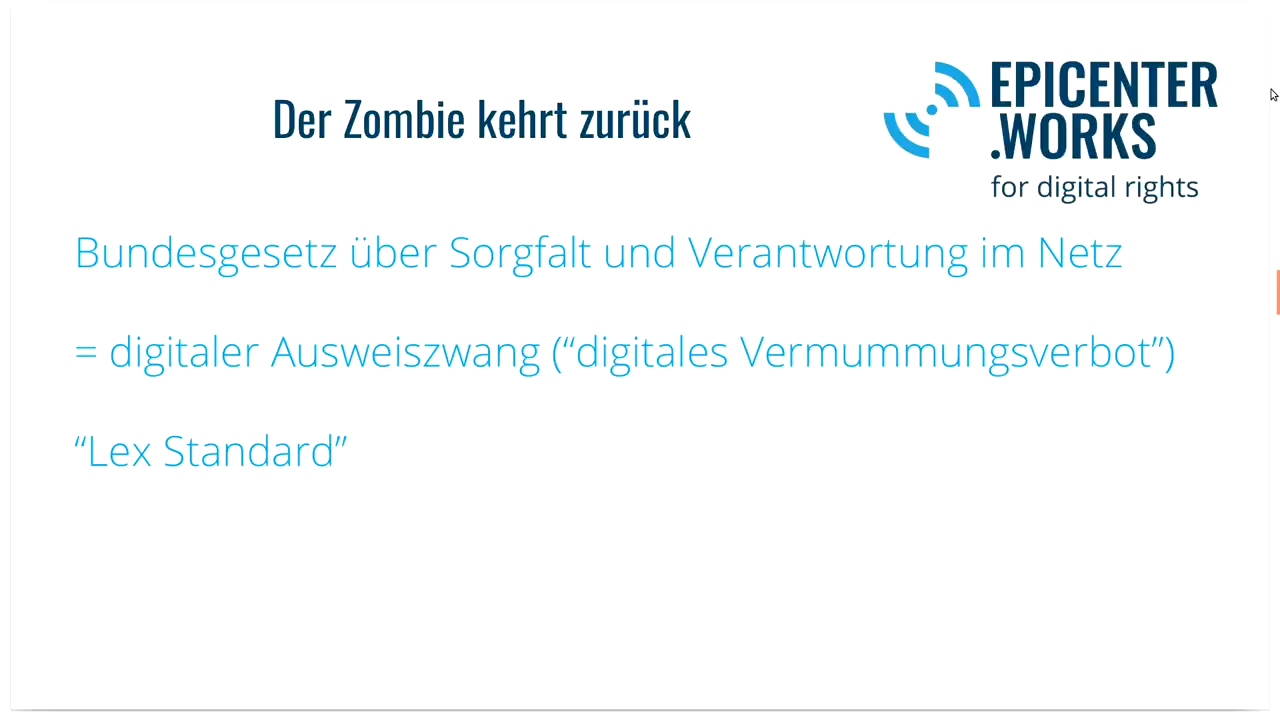 Der Zombie kehrt zurück
EPICENTER
.WORKS
for digital rights
Bundesgesetz über Sorgfalt und Verantwortung im Netz
= digitaler Ausweiszwang (“digitales Vermummungsverbot”)
“Lex Standard”